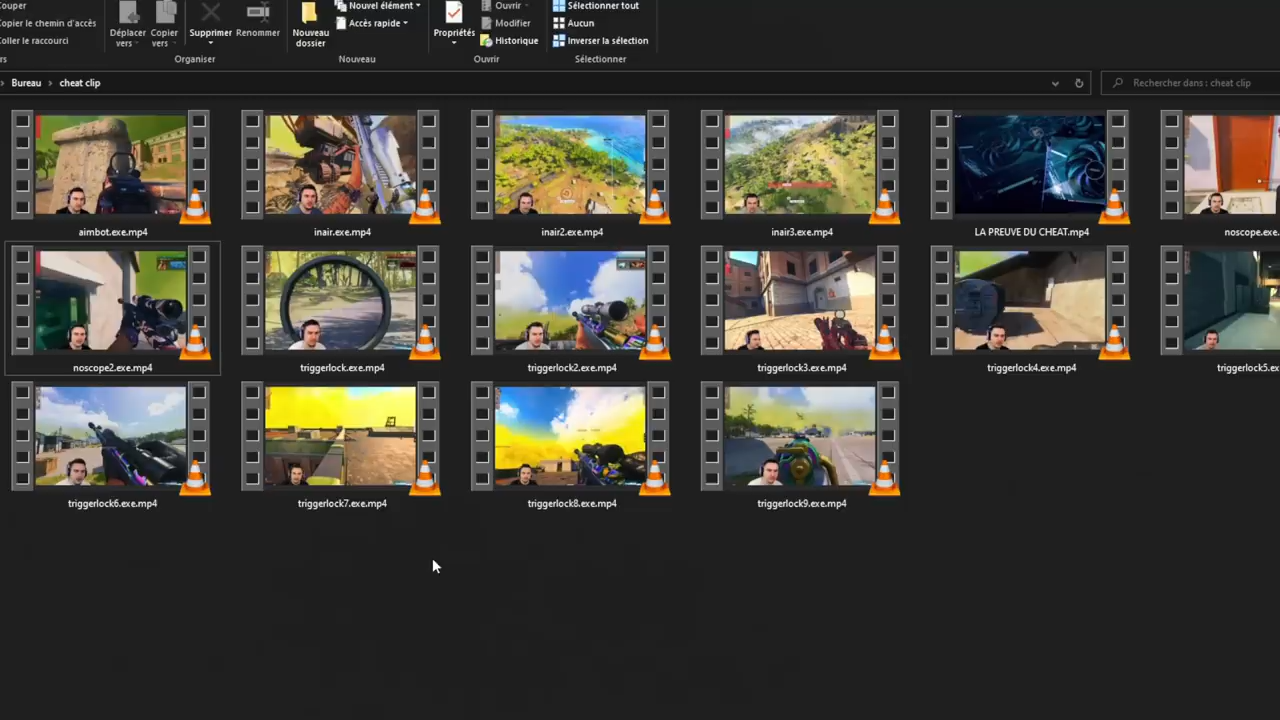 Couper
Nouvel élément
Ouvrir
Sélectionner tout
Copier le chemin d'accès
Accès rapide
Modifier
Aucun
Coller le raccourci
Déplacer vers
Copier vers
Supprimer
Renommer
Nouveau dossier
Propriétés
Historique
Inverser la sélection
Organiser
Nouveau
Ouvrir
Sélectionner
Bureau > cheat clip
Rechercher dans : cheat clip
aimbot.exe.mp4
inair.exe.mp4
inair2.exe.mp4
inair3.exe.mp4
LA PREUVE DU CHEAT.mp4
noscope.exe.
noscope2.exe.mp4
triggerlock.exe.mp4
triggerlock2.exe.mp4
triggerlock3.exe.mp4
triggerlock4.exe.mp4
triggerlock5.ex
triggerlock6.exe.mp4
triggerlock7.exe.mp4
triggerlock8.exe.mp4
triggerlock9.exe.mp4